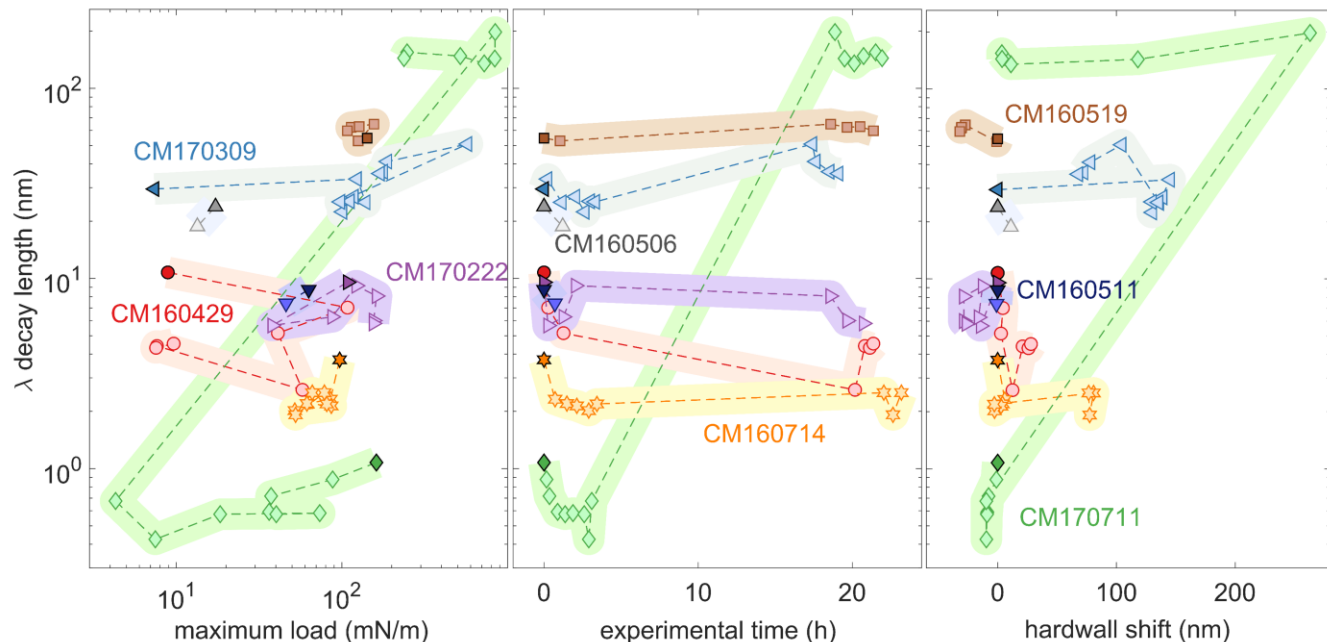 λ decay length (nm)
10²
10¹
10⁰
CM170309
CM160429
CM170222
CM160506
CM160714
CM160519
CM160511
CM170711
10¹
10²
maximum load (mN/m)
0
10
20
experimental time (h)
0
100
200
hardwall shift (nm)